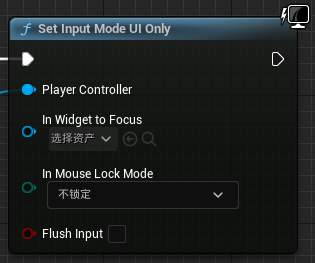 Set Input Mode UI Only
Player Controller
In Widget to Focus
选择资产
In Mouse Lock Mode
不锁定
Flush Input